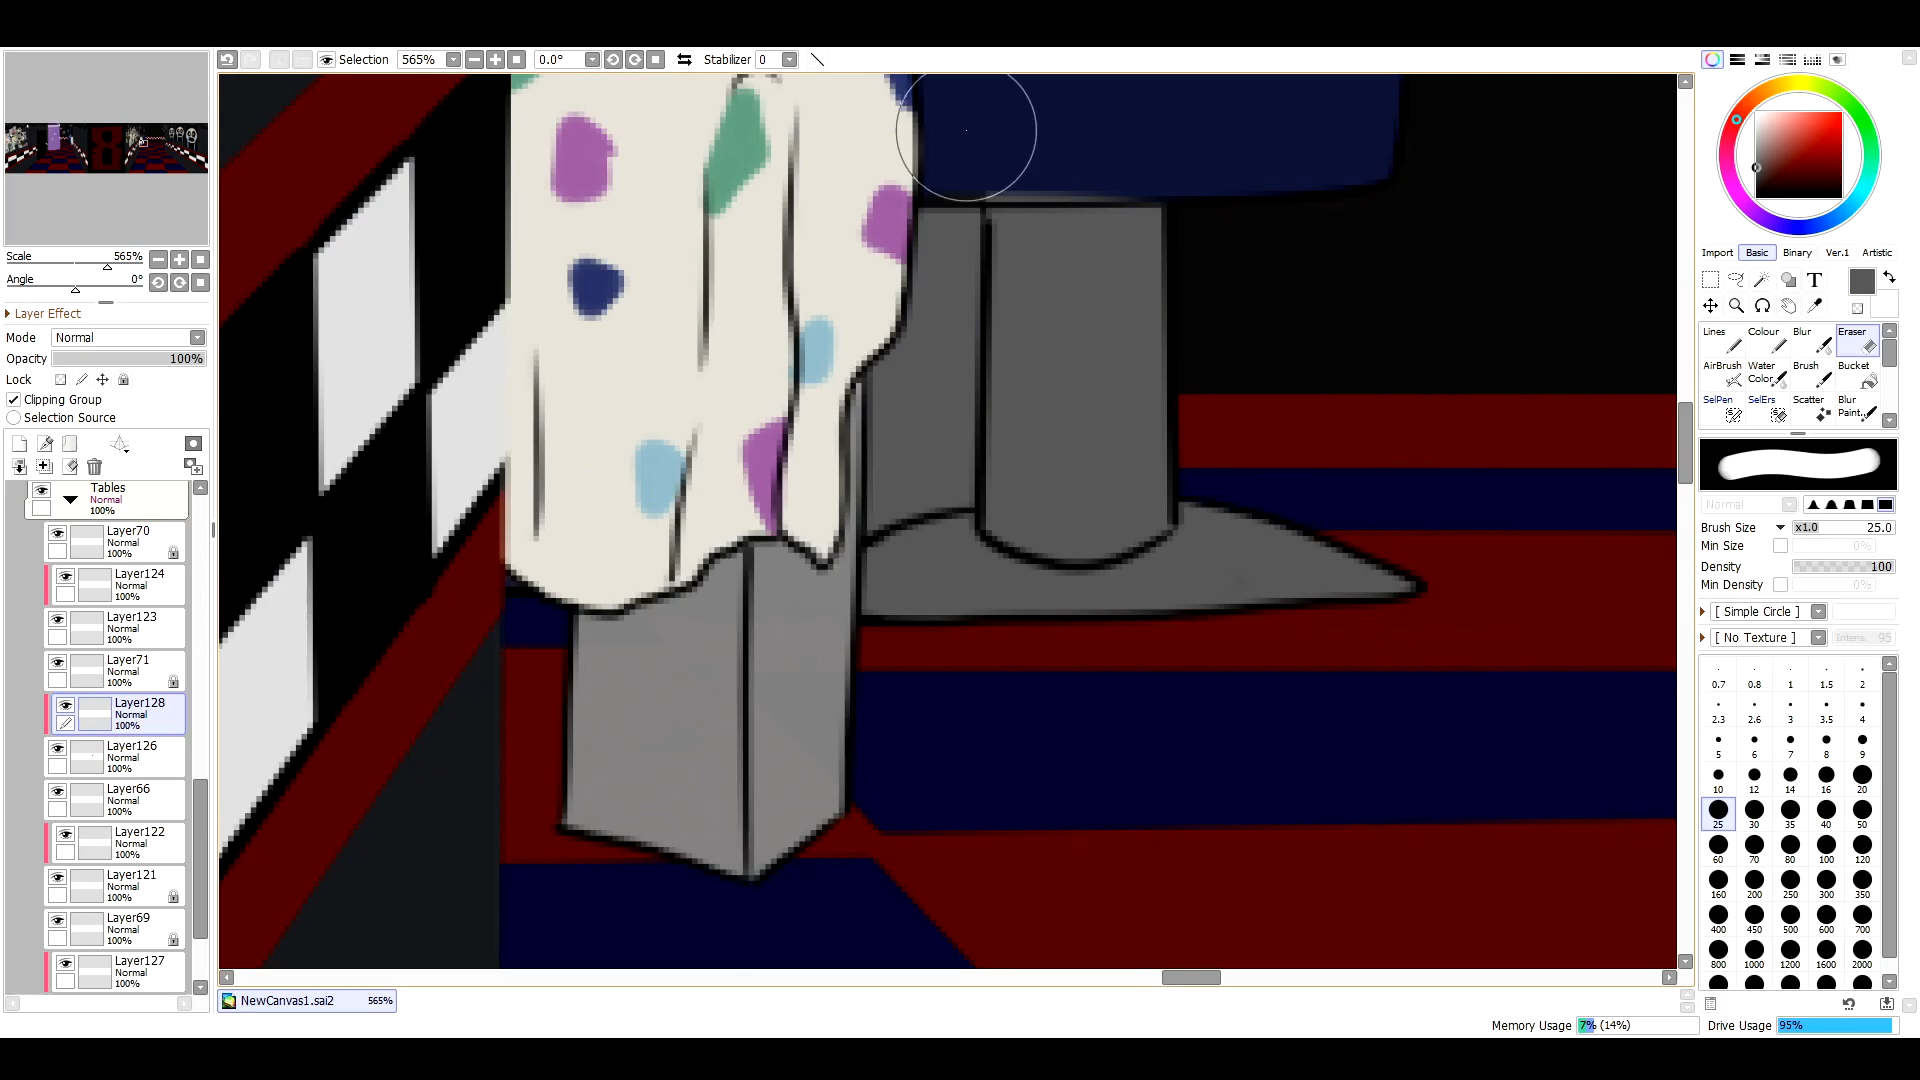 Selection 565% 0.0° Stabilizer 0
Scale 565%
Angle 0°
Layer Effect
Mode Normal
Opacity 100%
Lock
Clipping Group
Selection Source
Tables
Normal
100%
Layer70
Normal
100%
Layer124
Normal
100%
Layer123
Normal
100%
Layer71
Normal
100%
Layer128
Normal
100%
Layer126
Normal
100%
Layer66
Normal
100%
Layer122
Normal
100%
Layer121
Normal
100%
Layer69
Normal
100%
Layer127
Normal
100%
NewCanvas1.sai2 565%
Import Basic Binary Ver.1 Artistic
T
Lines Colour Blur Eraser
AirBrush Water Color Brush Bucket
SelPen SelErs Scatter Blur Paint..
Normal
Brush Size x1.0 25.0
Min Size 0%
Density 100
Min Density 0%
[ Simple Circle ]
[ No Texture ] Intens. 95
0.7 0.8 1 1.5 2
2.3 2.6 3 3.5 4
5 6 7 8 9
10 12 14 16 20
25 30 35 40 50
60 70 80 100 120
160 200 250 300 350
400 450 500 600 700
800 1000 1200 1600 2000
Memory Usage 7% (14%) Drive Usage 95%